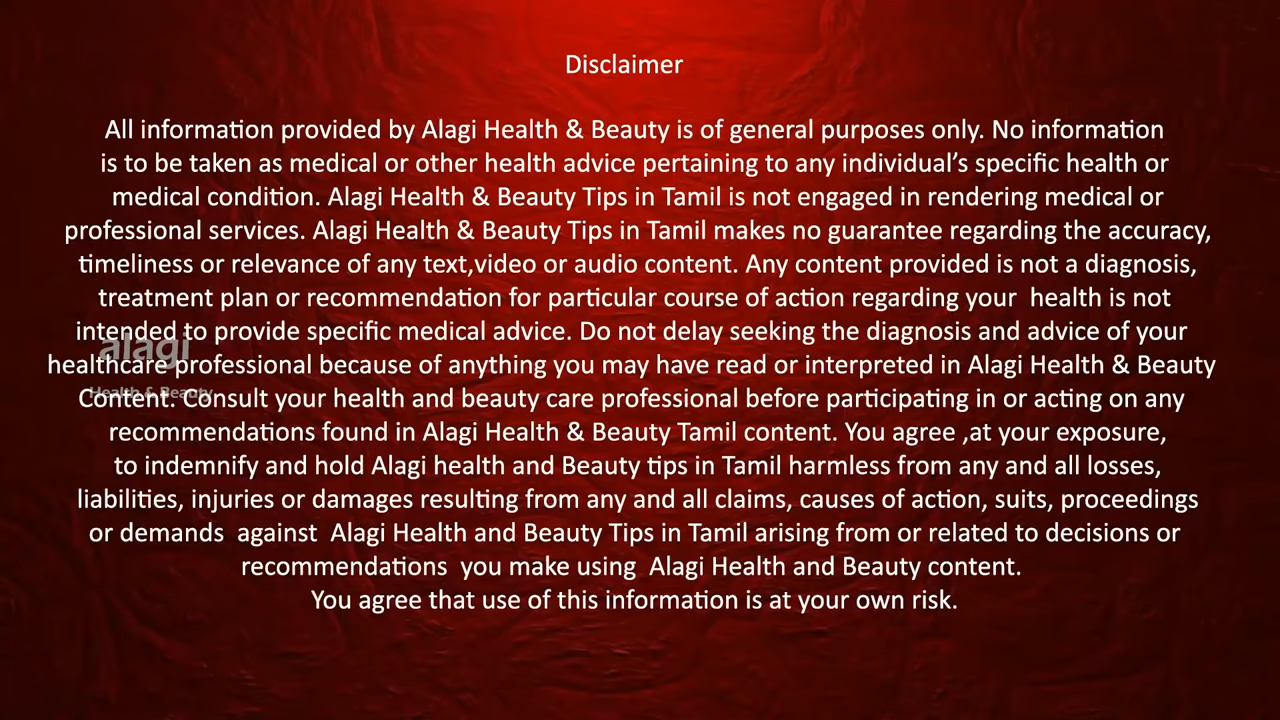 Disclaimer
All information provided by Alagi Health & Beauty is of general purposes only. No information
is to be taken as medical or other health advice pertaining to any individual’s specific health or
medical condition. Alagi Health & Beauty Tips in Tamil is not engaged in rendering medical or
professional services. Alagi Health & Beauty Tips in Tamil makes no guarantee regarding the accuracy,
timeliness or relevance of any text,video or audio content. Any content provided is not a diagnosis,
treatment plan or recommendation for particular course of action regarding your  health is not
intended to provide specific medical advice. Do not delay seeking the diagnosis and advice of your
alagi
healthcare professional because of anything you may have read or interpreted in Alagi Health & Beauty
Health & Beauty
Content. Consult your health and beauty care professional before participating in or acting on any
recommendations found in Alagi Health & Beauty Tamil content. You agree ,at your exposure,
to indemnify and hold Alagi health and Beauty tips in Tamil harmless from any and all losses,
liabilities, injuries or damages resulting from any and all claims, causes of action, suits, proceedings
or demands  against  Alagi Health and Beauty Tips in Tamil arising from or related to decisions or
recommendations  you make using  Alagi Health and Beauty content.
You agree that use of this information is at your own risk.